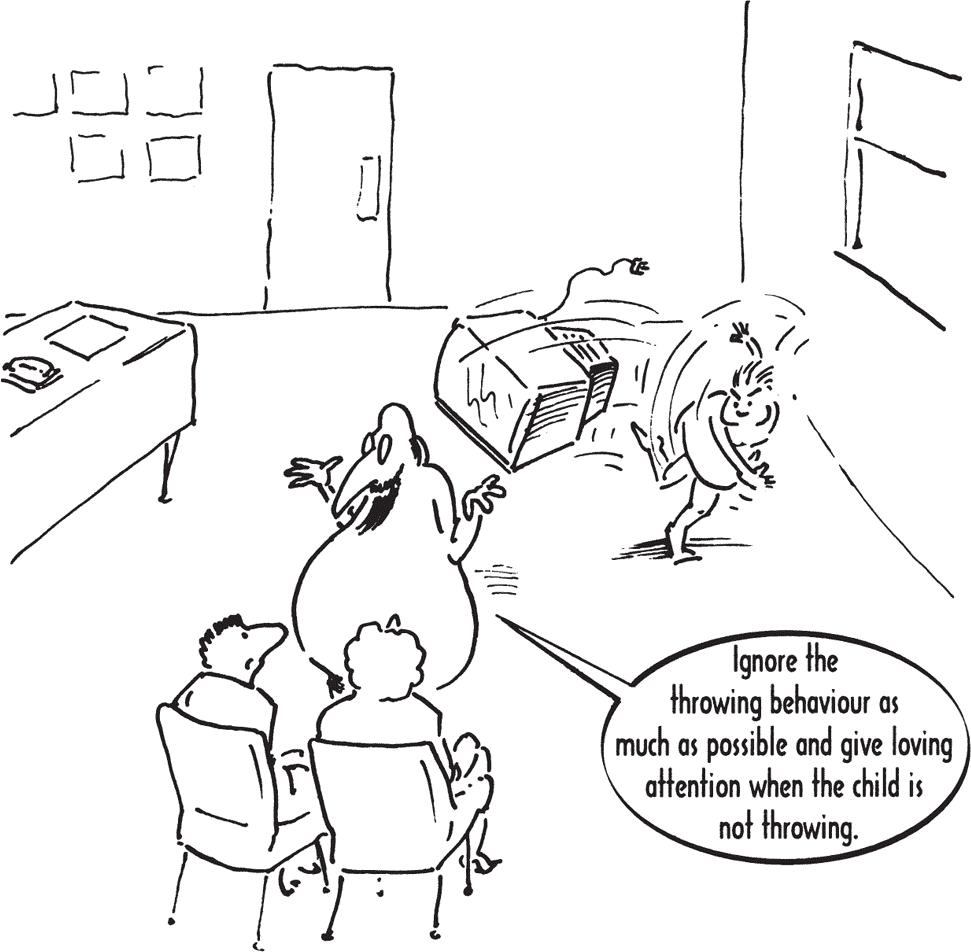 Ignore the
throwing behaviour as
much as possible and give loving
attention when the child is
not throwing.